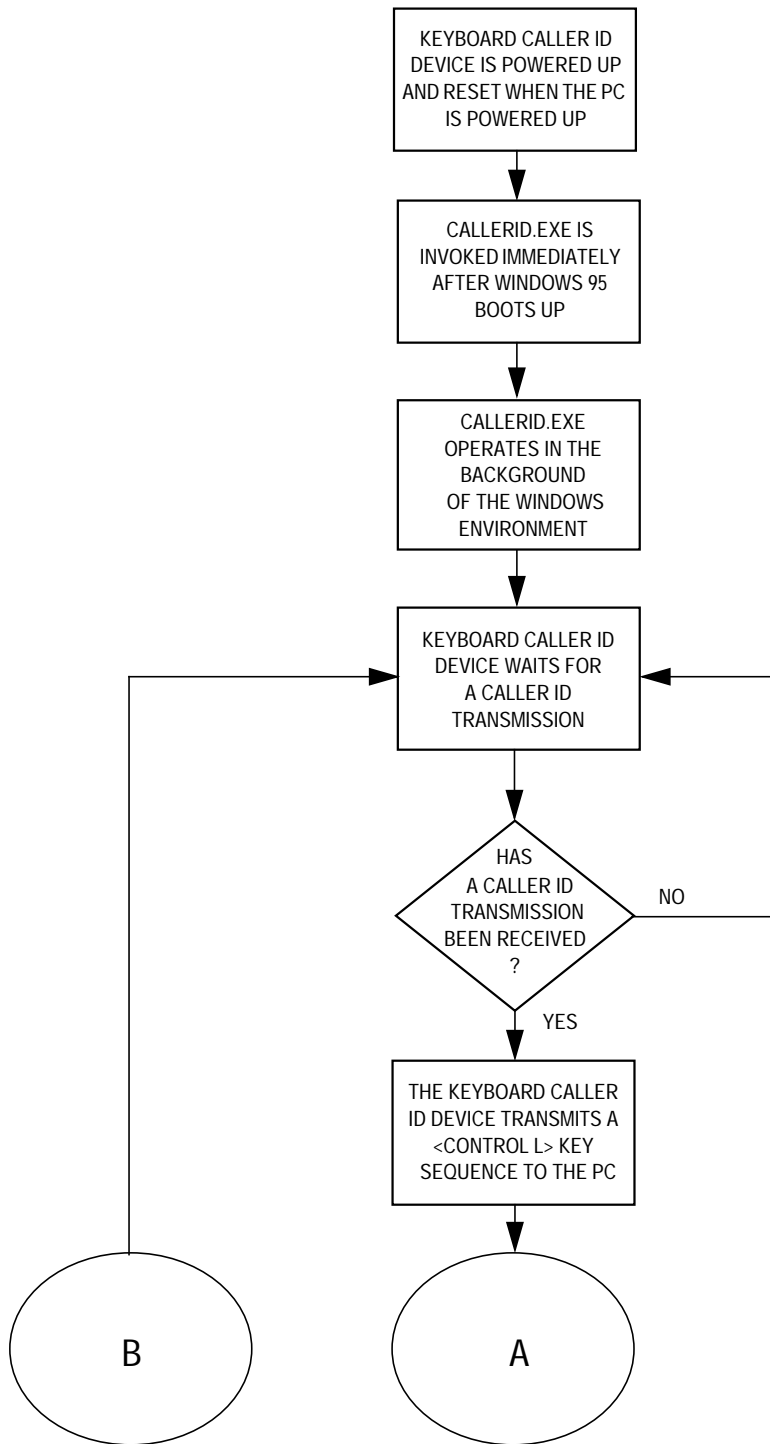 KEYBOARD CALLER ID
DEVICE IS POWERED UP
AND RESET WHEN THE PC
IS POWERED UP
CALLERID.EXE IS
INVOKED IMMEDIATELY
AFTER WINDOWS 95
BOOTS UP
CALLERID.EXE
OPERATES IN THE
BACKGROUND
OF THE WINDOWS
ENVIRONMENT
KEYBOARD CALLER ID
DEVICE WAITS FOR
A CALLER ID
TRANSMISSION
HAS
A CALLER ID
TRANSMISSION
BEEN RECEIVED
?
NO
YES
THE KEYBOARD CALLER
ID DEVICE TRANSMITS A
<CONTROL L> KEY
SEQUENCE TO THE PC
B
A